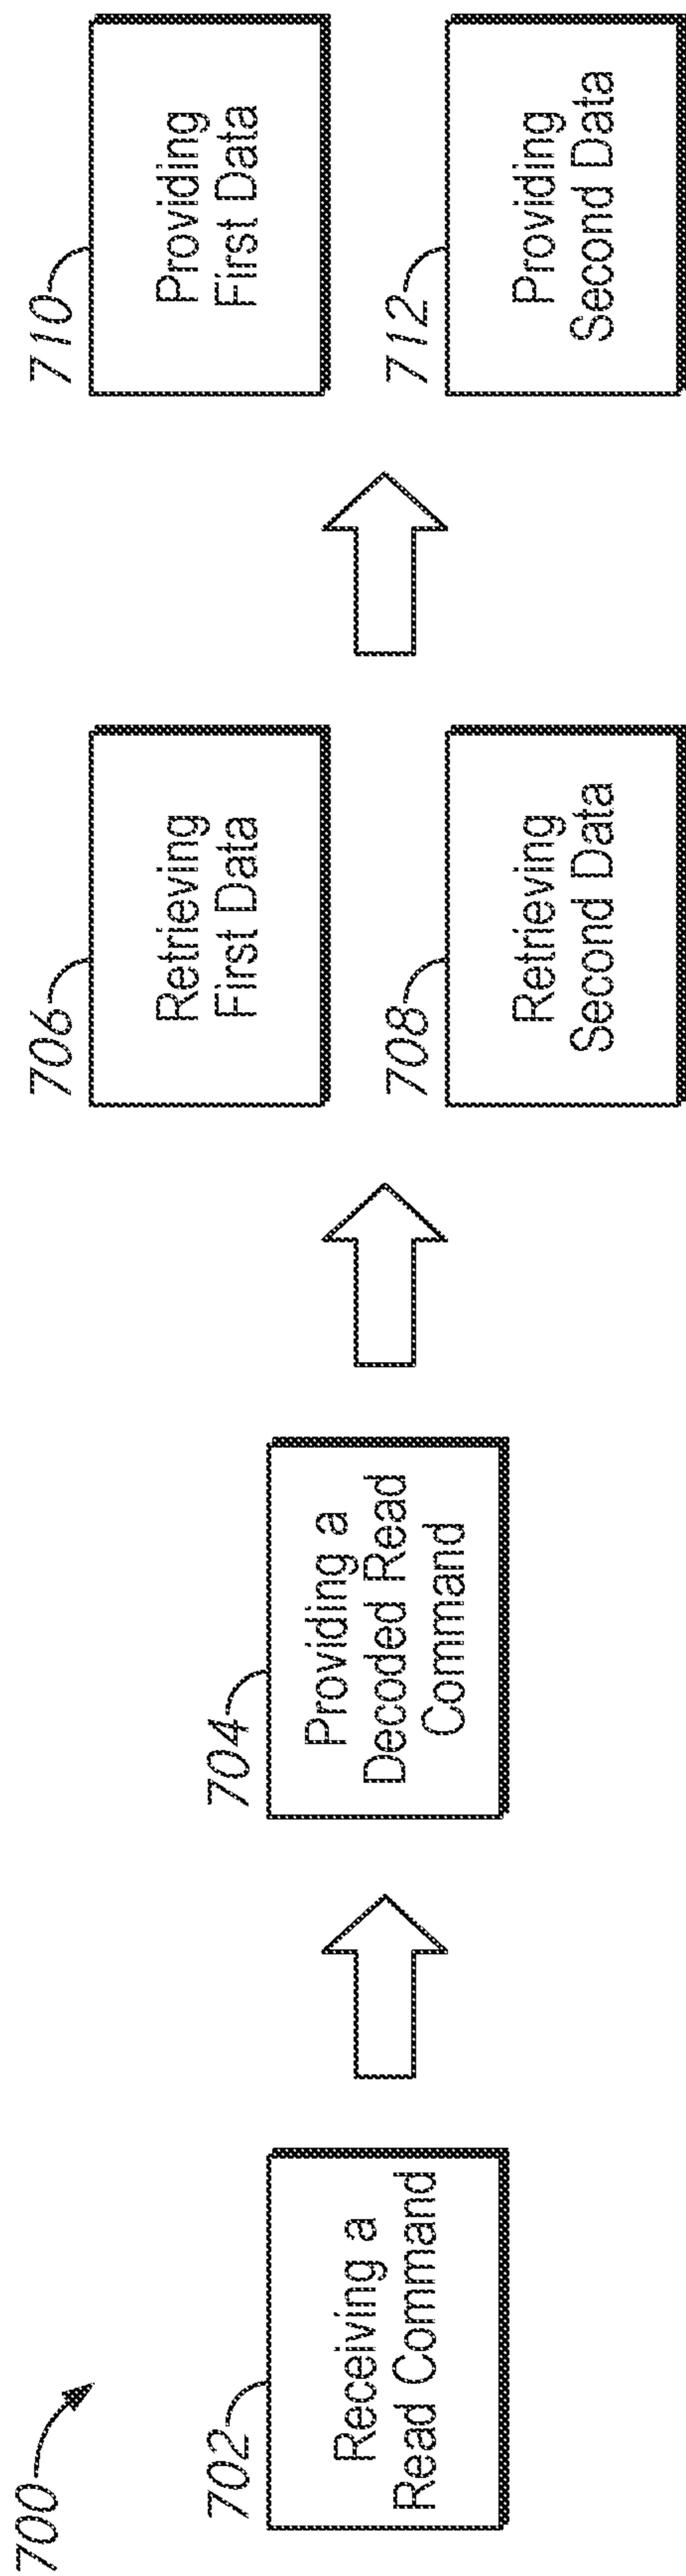 700
702
Receiving a
Read Command
704
Providing a
Decoded Read
Command
706
Retrieving
First Data
708
Retrieving
Second Data
710
Providing
First Data
712
Providing
Second Data